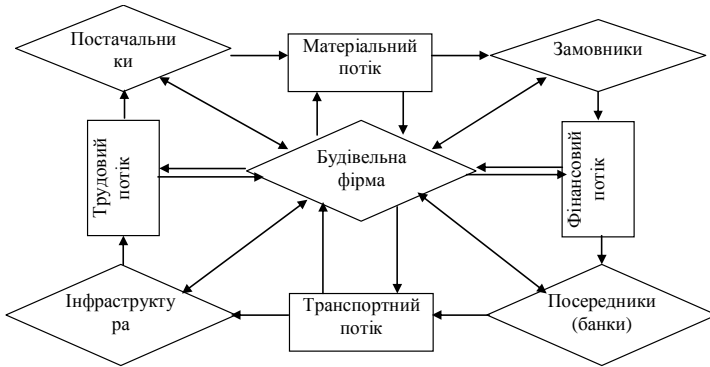 Постачальни
ки
Матеріальний
потік
Замовники
Трудовий
потік
Будівельна
фірма
Фінансовий
потік
Інфраструкту
ра
Транспортний
потік
Посередники
(банки)